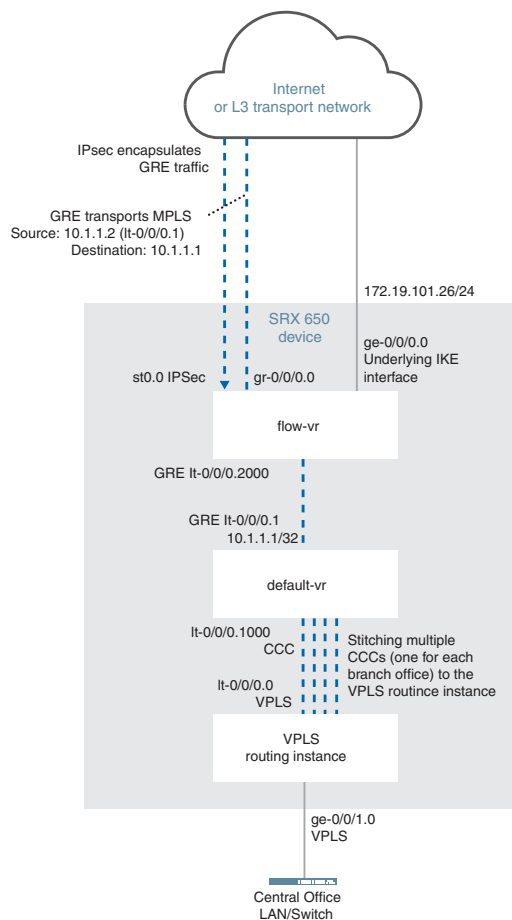 Internet
or L3 transport network
IPsec encapsulates
GRE traffic
GRE transports MPLS
Source: 10.1.1.2 (lt-0/0/0.1)
Destination: 10.1.1.1
172.19.101.26/24
SRX 650
device
ge-0/0/0.0
Underlying IKE
interface
st0.0 IPSec
gr-0/0/0.0
flow-vr
GRE lt-0/0/0.2000
GRE lt-0/0/0.1
10.1.1.1/32
default-vr
lt-0/0/0.1000
CCC
Stitching multiple
CCCs (one for each
branch office) to the
VPLS routince instance
lt-0/0/0.0
VPLS
VPLS
routing instance
ge-0/0/1.0
VPLS
Central Office
LAN/Switch